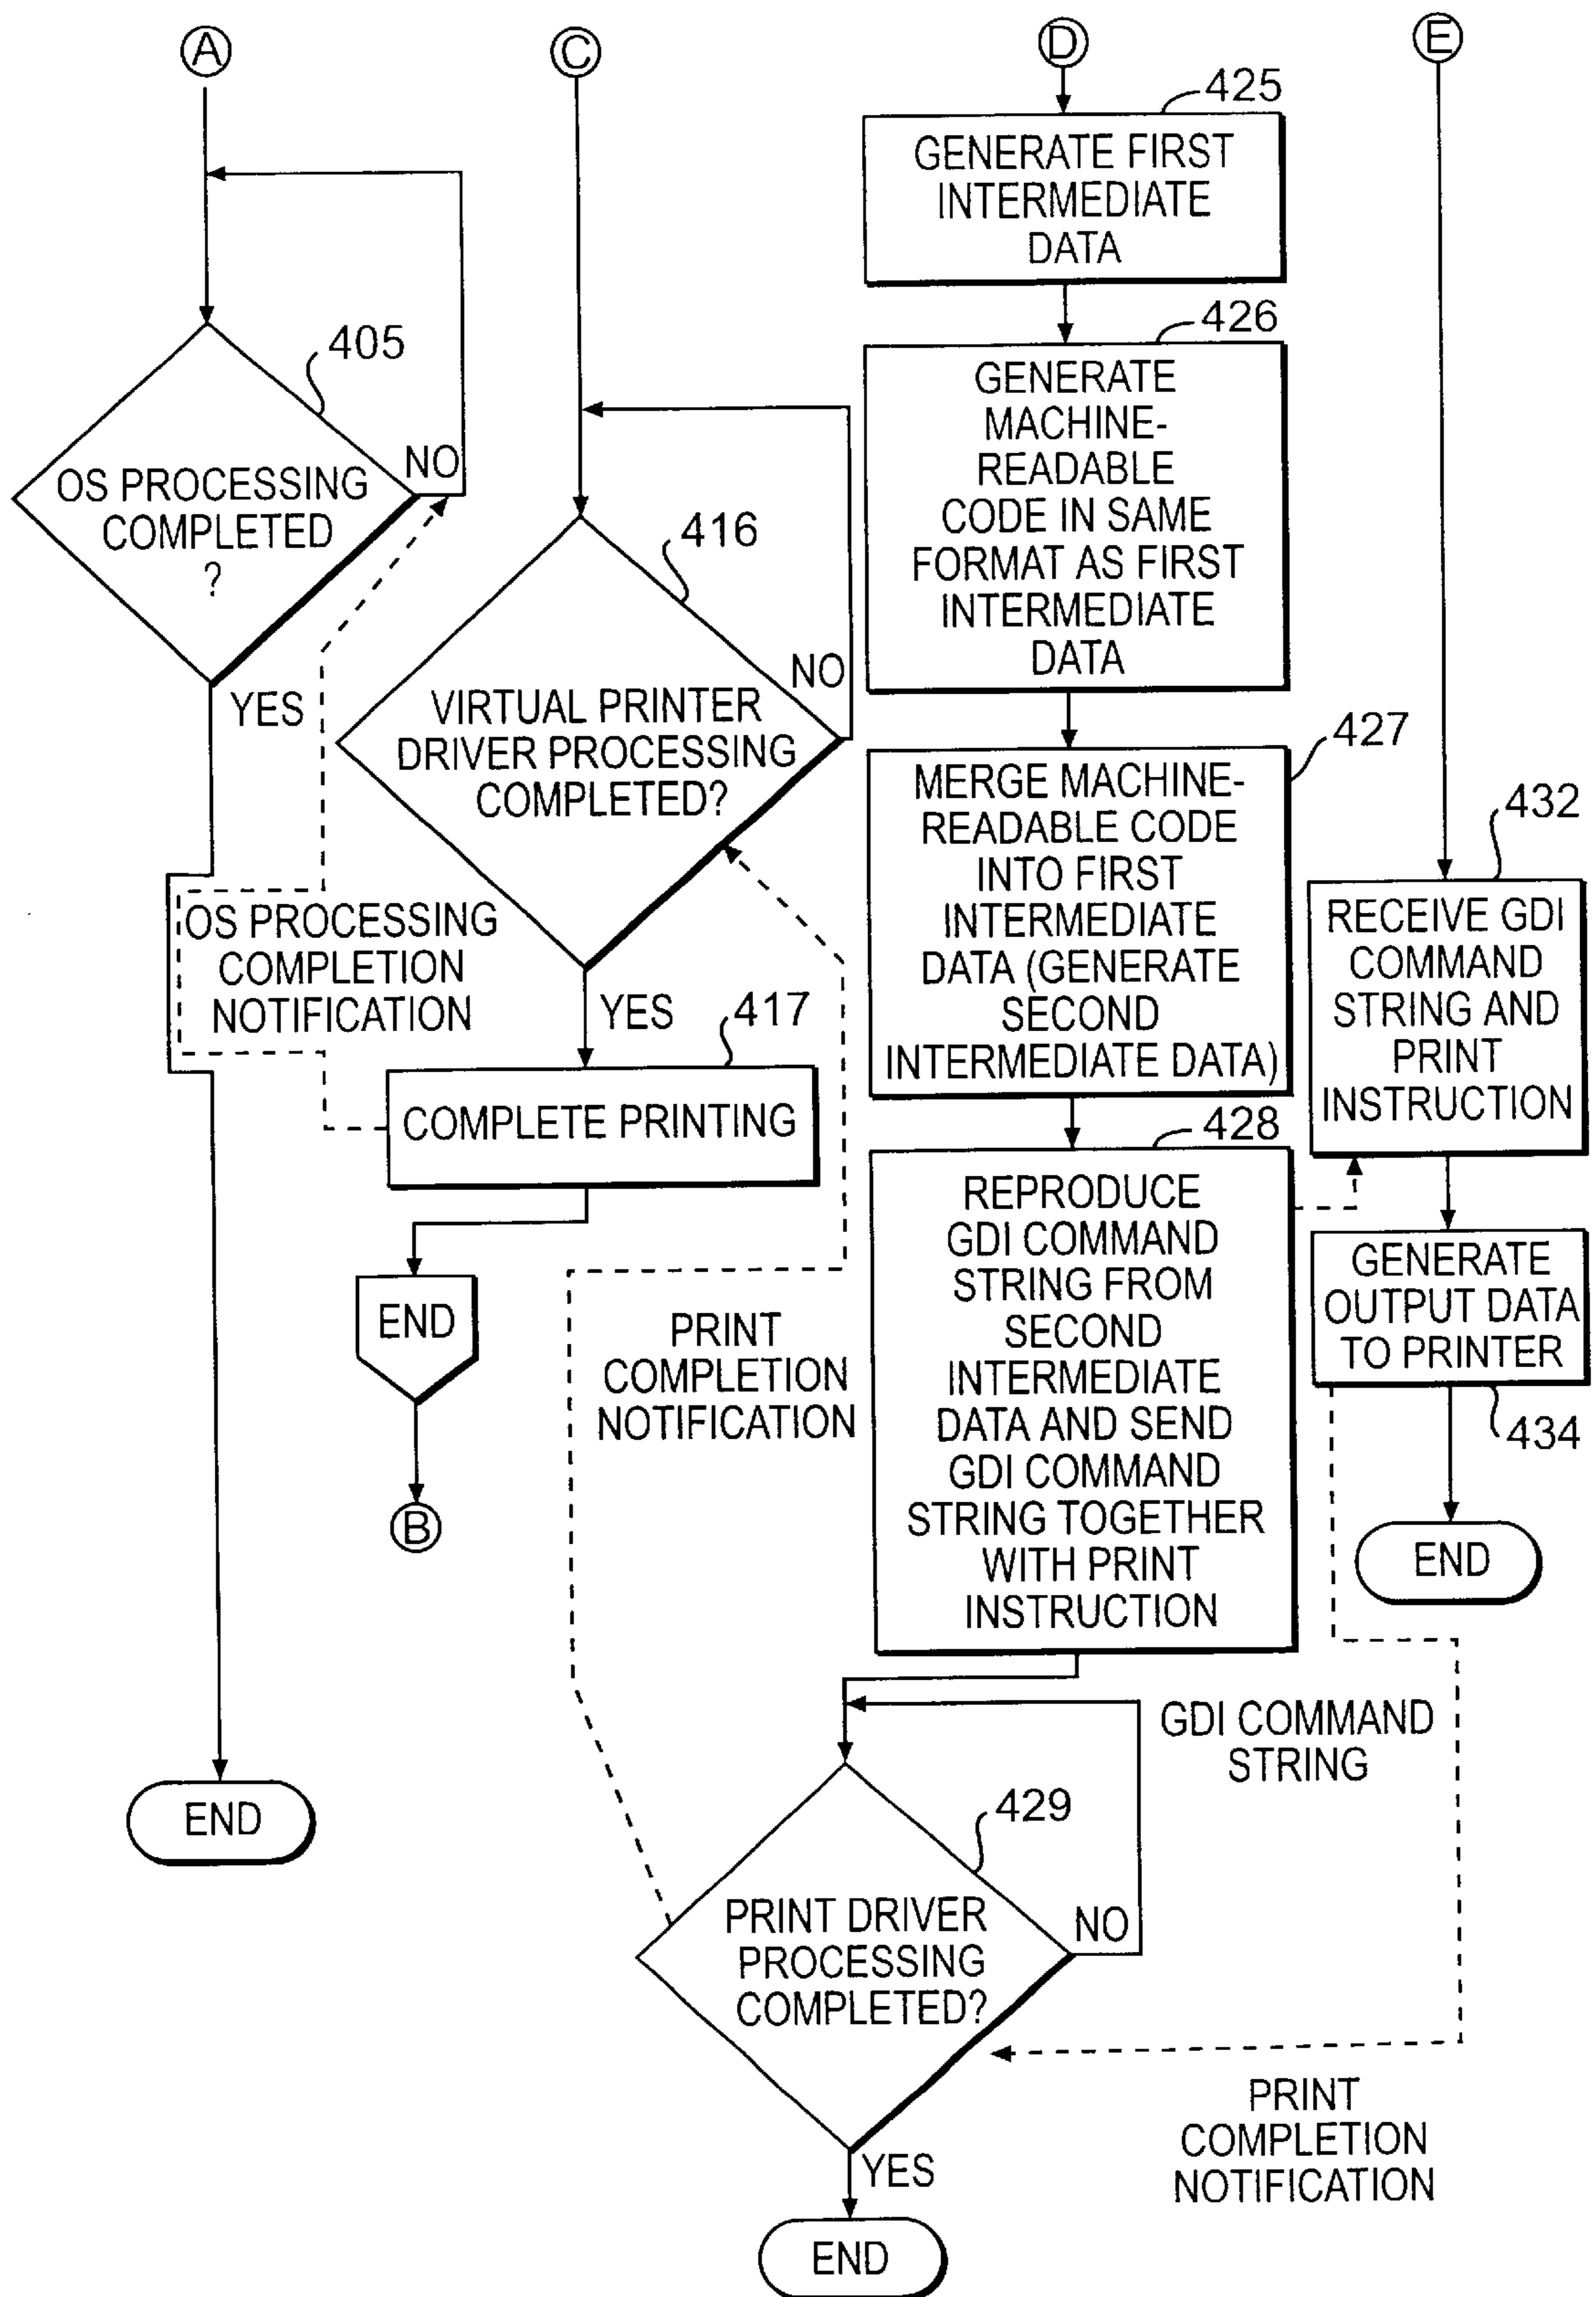 A
C
D
E
425
GENERATE FIRST
INTERMEDIATE
DATA
426
GENERATE
MACHINE-
READABLE
CODE IN SAME
FORMAT AS FIRST
INTERMEDIATE
DATA
405
NO
OS PROCESSING
COMPLETED
?
YES
416
NO
VIRTUAL PRINTER
DRIVER PROCESSING
COMPLETED?
YES
427
MERGE MACHINE-
READABLE CODE
INTO FIRST
INTERMEDIATE
DATA (GENERATE
SECOND
INTERMEDIATE DATA)
432
RECEIVE GDI
COMMAND
STRING AND
PRINT
INSTRUCTION
OS PROCESSING
COMPLETION
NOTIFICATION
417
COMPLETE PRINTING
END
B
428
REPRODUCE
GDI COMMAND
STRING FROM
SECOND
INTERMEDIATE
DATA AND SEND
GDI COMMAND
STRING TOGETHER
WITH PRINT
INSTRUCTION
GENERATE
OUTPUT DATA
TO PRINTER
434
END
PRINT
COMPLETION
NOTIFICATION
GDI COMMAND
STRING
END
429
PRINT DRIVER
PROCESSING
COMPLETED?
NO
YES
PRINT
COMPLETION
NOTIFICATION
END